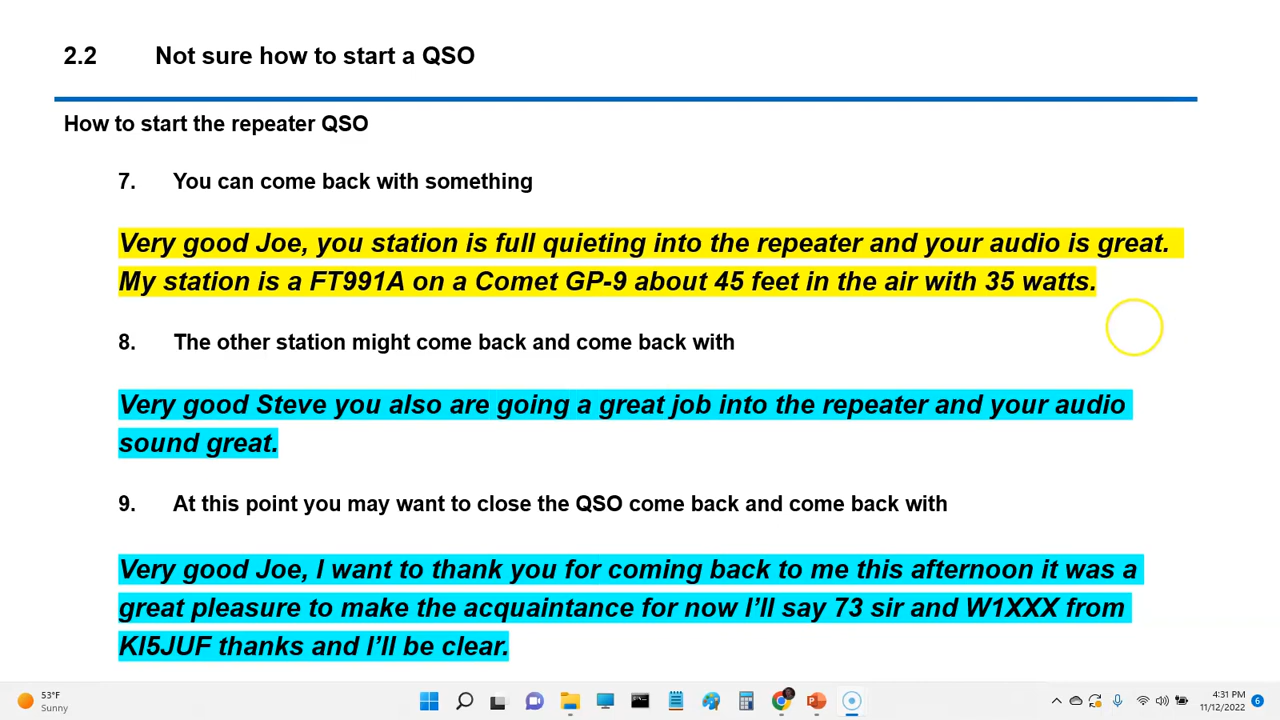 2.2 Not sure how to start a QSO
How to start the repeater QSO
7. You can come back with something
Very good Joe, you station is full quieting into the repeater and your audio is great.
My station is a FT991A on a Comet GP-9 about 45 feet in the air with 35 watts.
8. The other station might come back and come back with
Very good Steve you also are going a great job into the repeater and your audio
sound great.
9. At this point you may want to close the QSO come back and come back with
Very good Joe, I want to thank you for coming back to me this afternoon it was a
great pleasure to make the acquaintance for now I’ll say 73 sir and W1XXX from
KI5JUF thanks and I’ll be clear.
53°F
Sunny
4:31 PM
11/12/2022
6